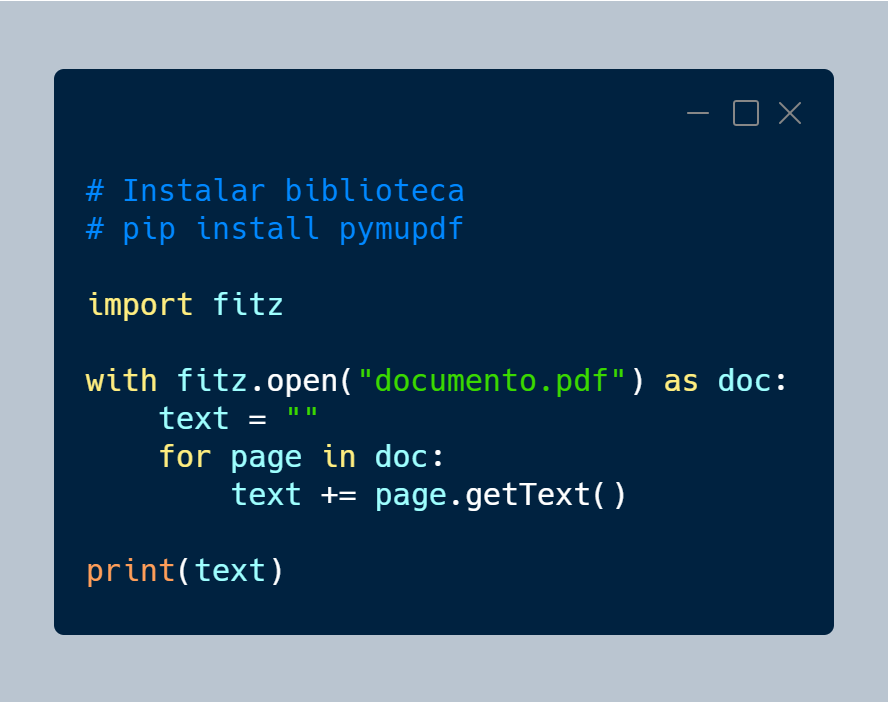 # Instalar biblioteca
# pip install pymupdf
import fitz
with fitz.open("documento.pdf") as doc:
    text = ""
    for page in doc:
        text += page.getText()
print(text)